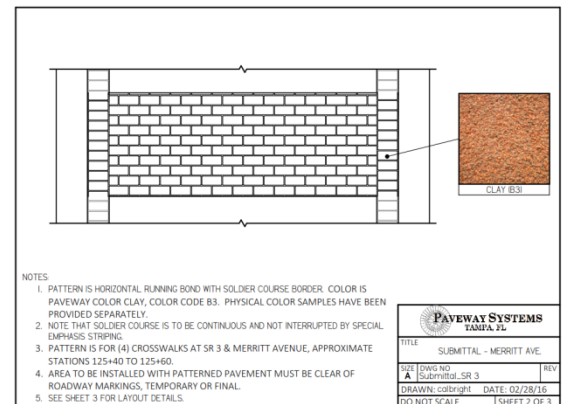 CLAY (B3)
NOTES:
1. PATTERN IS HORIZONTAL RUNNING BOND WITH SOLDIER COURSE BORDER. COLOR IS
PAVEWAY COLOR CLAY, COLOR CODE B3. PHYSICAL COLOR SAMPLES HAVE BEEN
PROVIDED SEPARATELY.
2. NOTE THAT SOLDIER COURSE IS TO BE CONTINUOUS AND NOT INTERRUPTED BY SPECIAL
EMPHASIS STRIPING.
3. PATTERN IS FOR (4) CROSSWALKS AT SR 3 & MERRITT AVENUE, APPROXIMATE
STATIONS 125+40 TO 125+60.
4. AREA TO BE INSTALLED WITH PATTERNED PAVEMENT MUST BE CLEAR OF
ROADWAY MARKINGS, TEMPORARY OR FINAL.
5. SEE SHEET 3 FOR LAYOUT DETAILS.
PAVEWAY SYSTEMS
TAMPA, FL
TITLE
SUBMITTAL - MERRITT AVE.
SIZE DWG NO REV
A Submittal_SR 3
DRAWN: calbright DATE: 02/28/16
DO NOT SCALE SHEET 2 OF 3